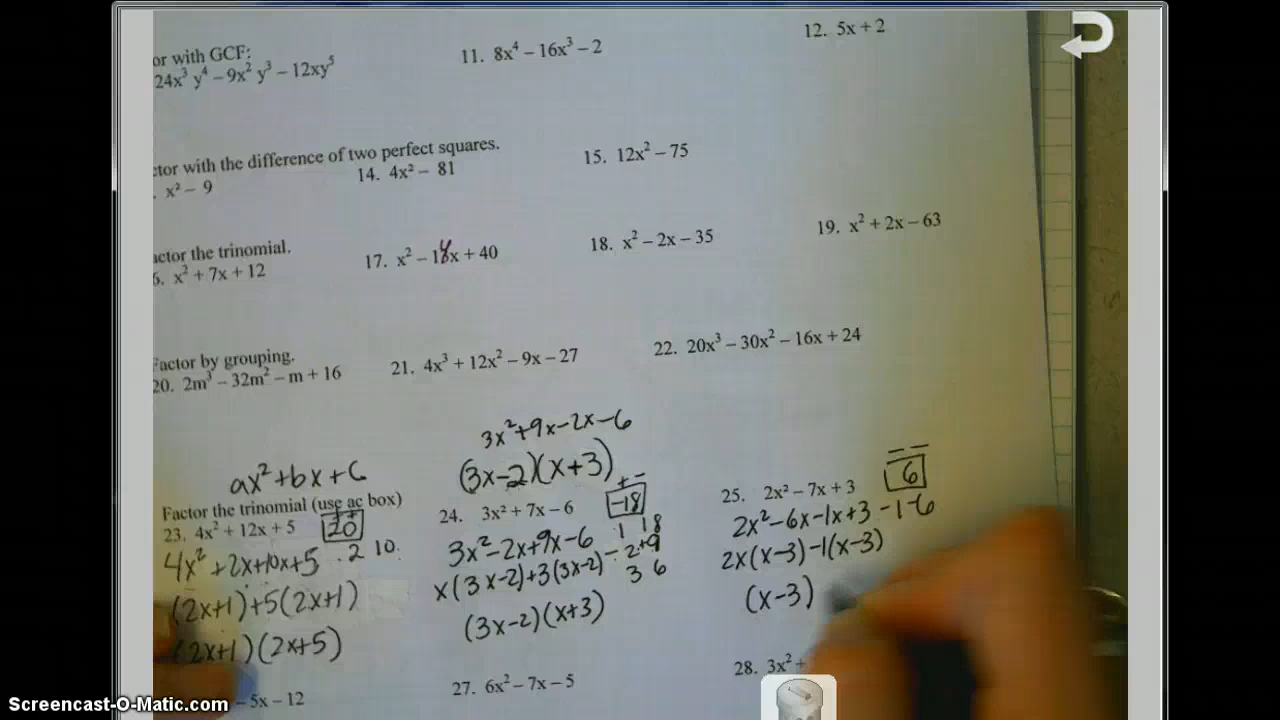 or with GCF:
24x³ y⁴ – 9x² y³ – 12xy⁵
11. 8x⁴ – 16x³ – 2
12. 5x + 2
ctor with the difference of two perfect squares.
. x² – 9
14. 4x² – 81
15. 12x² – 75
actor the trinomial.
6. x² + 7x + 12
17. x² – 14x + 40
18. x² – 2x – 35
19. x² + 2x – 63
Factor by grouping.
20. 2m³ – 32m² – m + 16
21. 4x³ + 12x² – 9x – 27
22. 20x³ – 30x² – 16x + 24
ax² + bx + c
Factor the trinomial (use ac box)
23. 4x² + 12x + 5
++
20
4x² + 2x + 10x + 5
2 10
(2x+1) + 5(2x+1)
(2x+1)(2x+5)
3x² + 9x – 2x – 6
(3x–2)(x+3)
24. 3x² + 7x – 6
+ –
–18
3x² – 2x + 9x – 6
1 18
x(3x–2) + 3(3x–2)
–2 +9
3 6
(3x–2)(x+3)
25. 2x² – 7x + 3
– –
6
2x² – 6x – 1x + 3
–1 –6
2x(x–3) –1(x–3)
(x–3)
– 5x – 12
27. 6x² – 7x – 5
28. 3x² +
Screencast-O-Matic.com